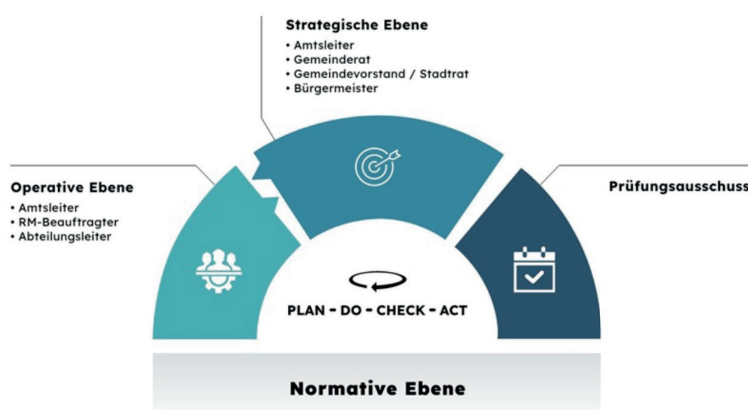 Strategische Ebene
• Amtsleiter
• Gemeinderat
• Gemeindevorstand / Stadtrat
• Bürgermeister
Operative Ebene
• Amtsleiter
• RM-Beauftragter
• Abteilungsleiter
Prüfungsausschuss
PLAN – DO – CHECK – ACT
Normative Ebene